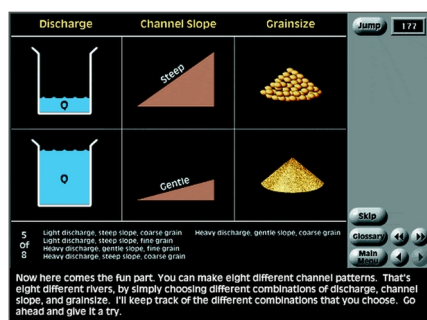 Discharge Channel Slope Grainsize
Jump 177
Steep
Q
Q
Gentle
Skip
Glossary
Main Menu
5 of 8
Light discharge, steep slope, coarse grain
Light discharge, steep slope, fine grain
Heavy discharge, gentle slope, fine grain
Heavy discharge, steep slope, coarse grain
Heavy discharge, gentle slope, coarse grain
Now here comes the fun part. You can make eight different channel patterns. That's
eight different rivers, by simply choosing different combinations of discharge, channel
slope, and grainsize. I'll keep track of the different combinations that you choose. Go
ahead and give it a try.